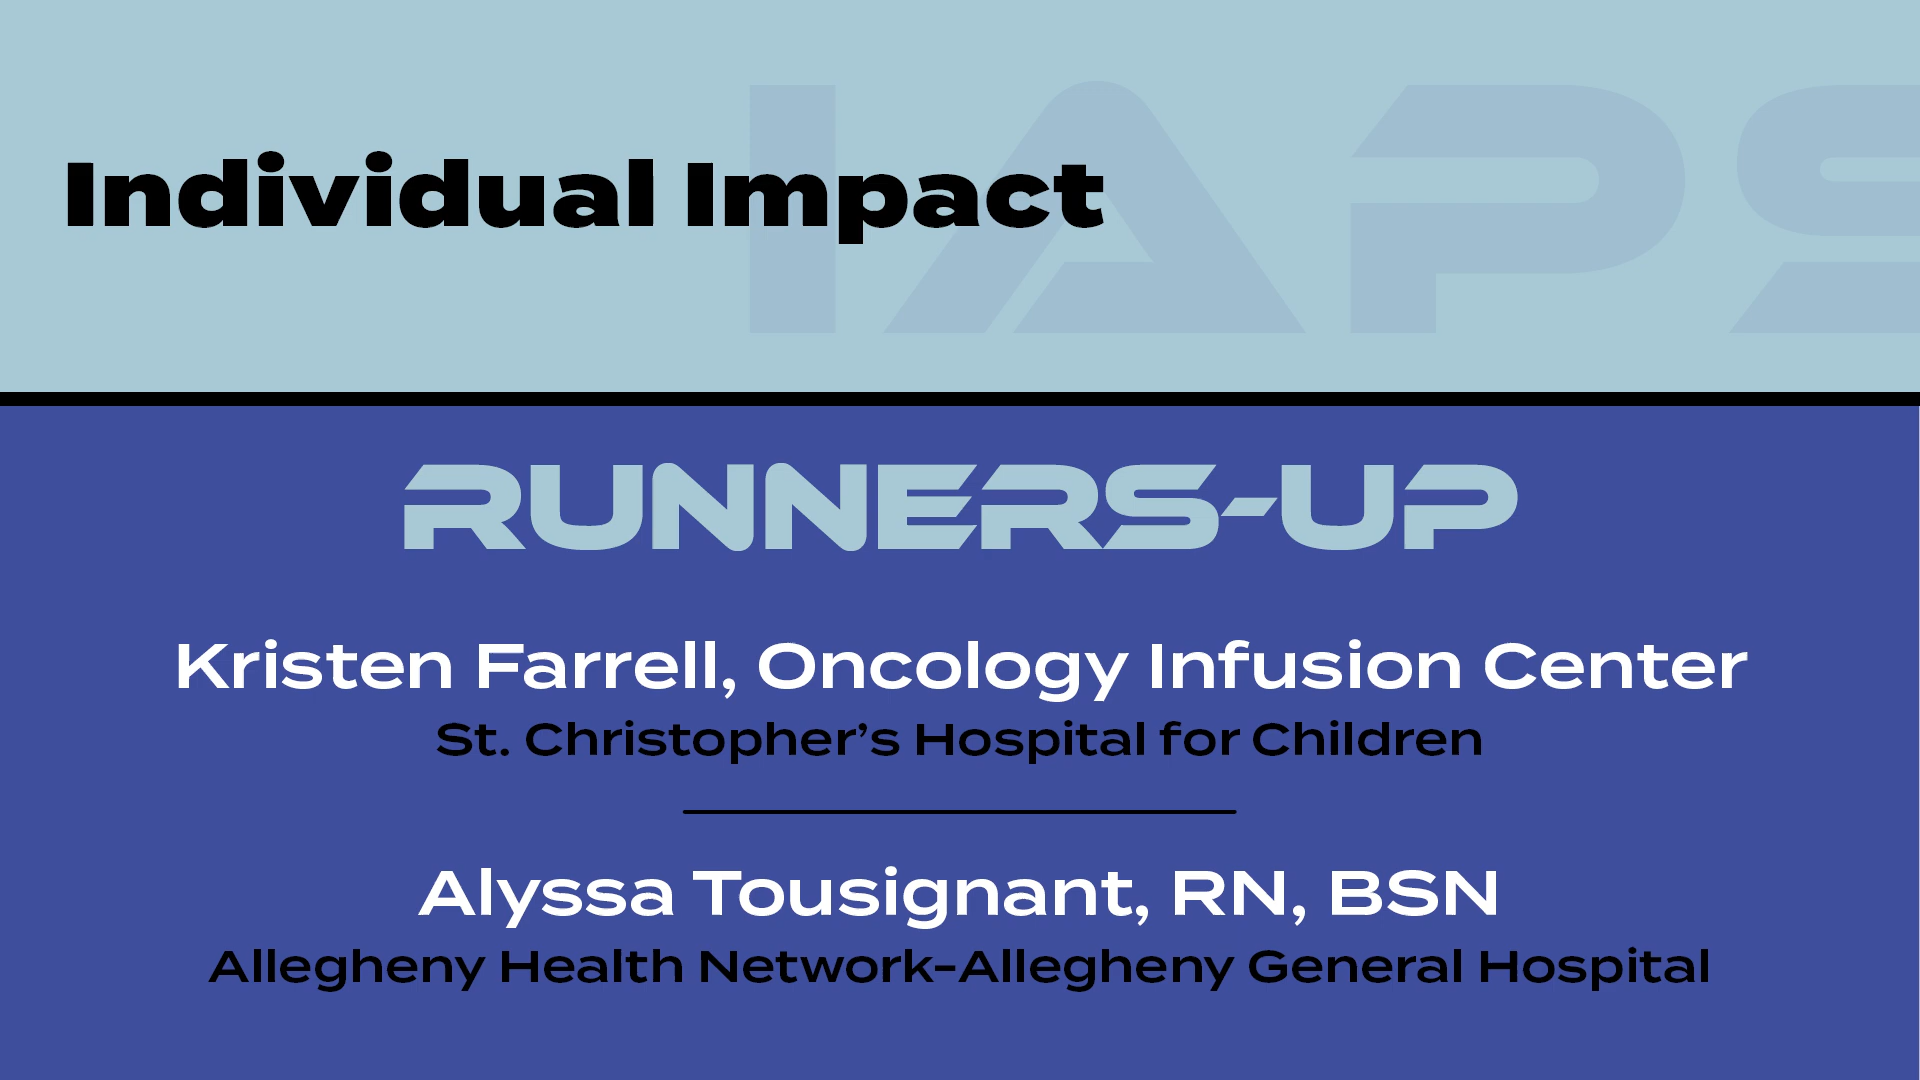 IAPS
Individual Impact
RUNNERS-UP
Kristen Farrell, Oncology Infusion Center
St. Christopher’s Hospital for Children
Alyssa Tousignant, RN, BSN
Allegheny Health Network-Allegheny General Hospital